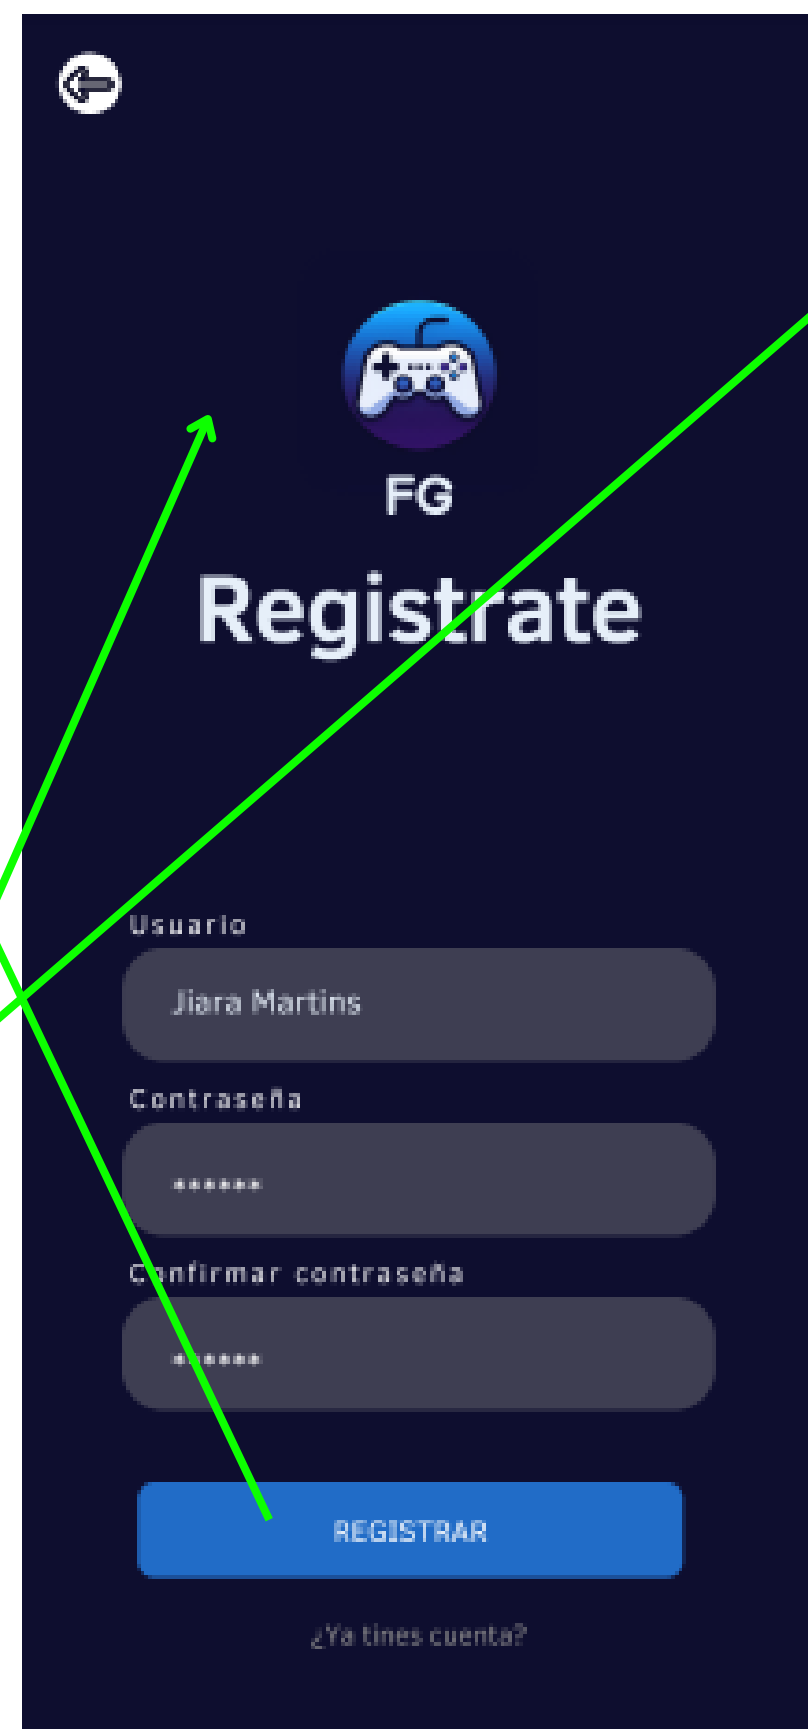 FG
Registrate
Usuario
Jiara Martins
Contraseña
••••••
Confirmar contraseña
••••••
REGISTRAR
¿Ya tines cuenta?